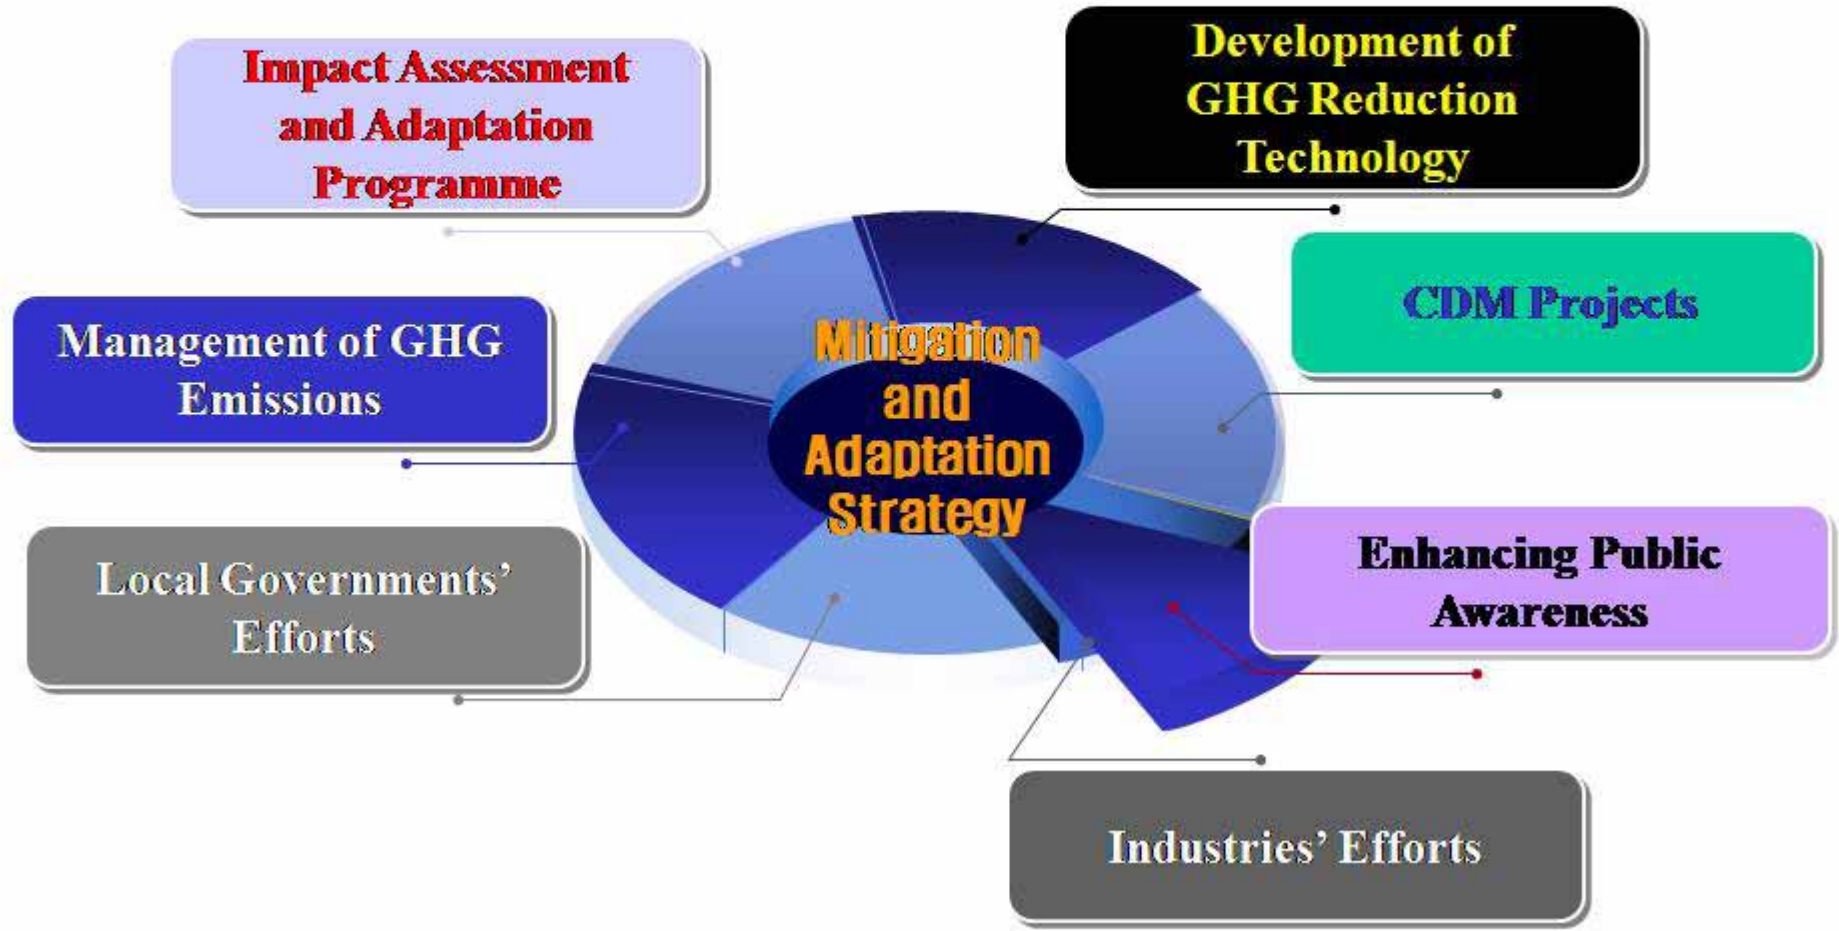 Impact Assessment
and Adaptation
Programme
Development of
GHG Reduction
Technology
CDM Projects
Management of GHG
Emissions
Mitigation
and
Adaptation
Strategy
Local Governments’
Efforts
Enhancing Public
Awareness
Industries’ Efforts